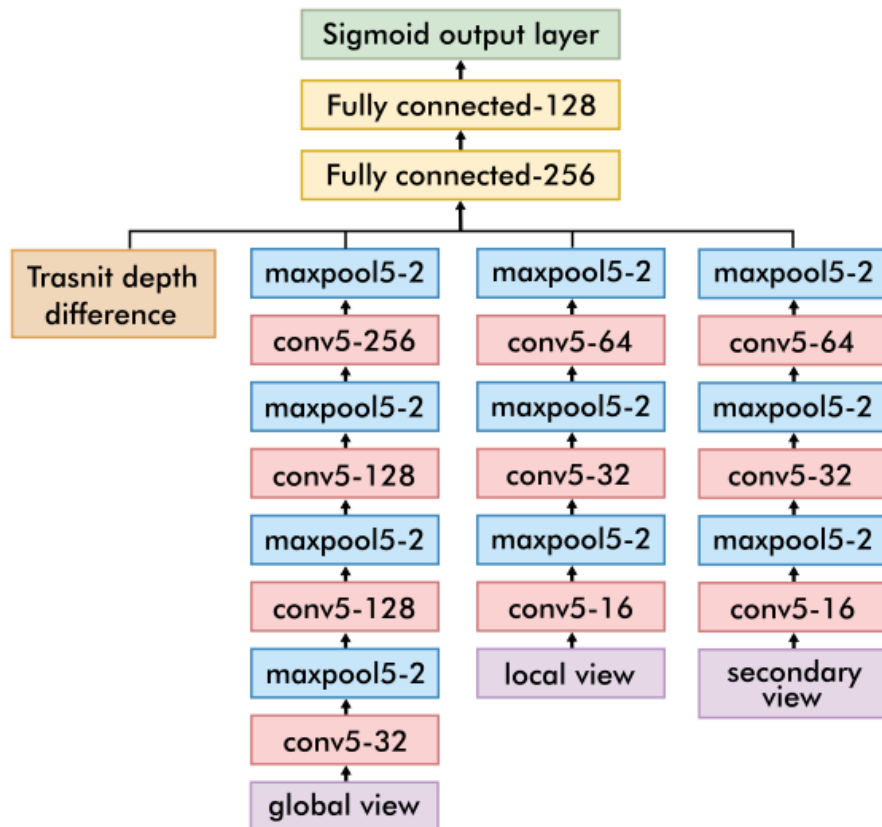 Sigmoid output layer
Fully connected-128
Fully connected-256
Trasnit depth
difference
maxpool5-2
maxpool5-2
maxpool5-2
conv5-256
conv5-64
conv5-64
maxpool5-2
maxpool5-2
maxpool5-2
conv5-128
conv5-32
conv5-32
maxpool5-2
maxpool5-2
maxpool5-2
conv5-128
conv5-16
conv5-16
maxpool5-2
local view
secondary
view
conv5-32
global view